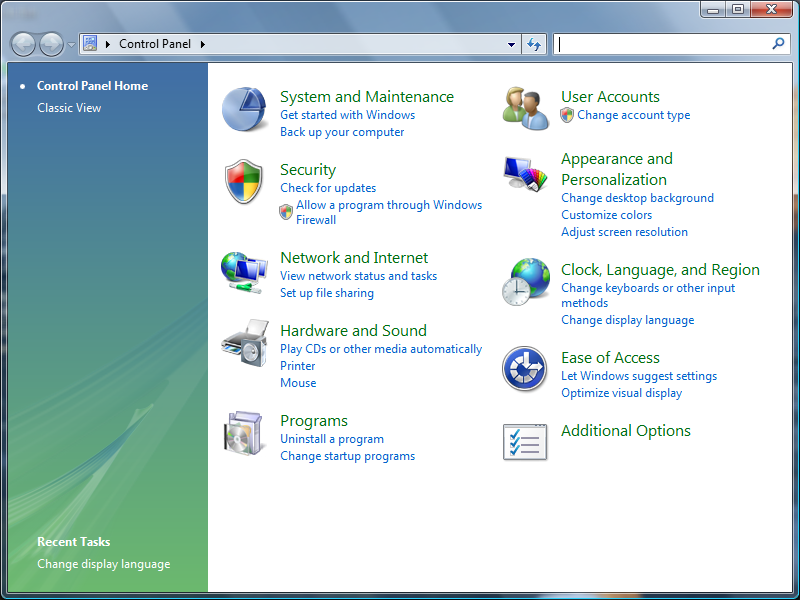 Control Panel
Control Panel Home
Classic View
System and Maintenance
Get started with Windows
Back up your computer
Security
Check for updates
Allow a program through Windows
Firewall
Network and Internet
View network status and tasks
Set up file sharing
Hardware and Sound
Play CDs or other media automatically
Printer
Mouse
Programs
Uninstall a program
Change startup programs
User Accounts
Change account type
Appearance and
Personalization
Change desktop background
Customize colors
Adjust screen resolution
Clock, Language, and Region
Change keyboards or other input
methods
Change display language
Ease of Access
Let Windows suggest settings
Optimize visual display
Additional Options
Recent Tasks
Change display language